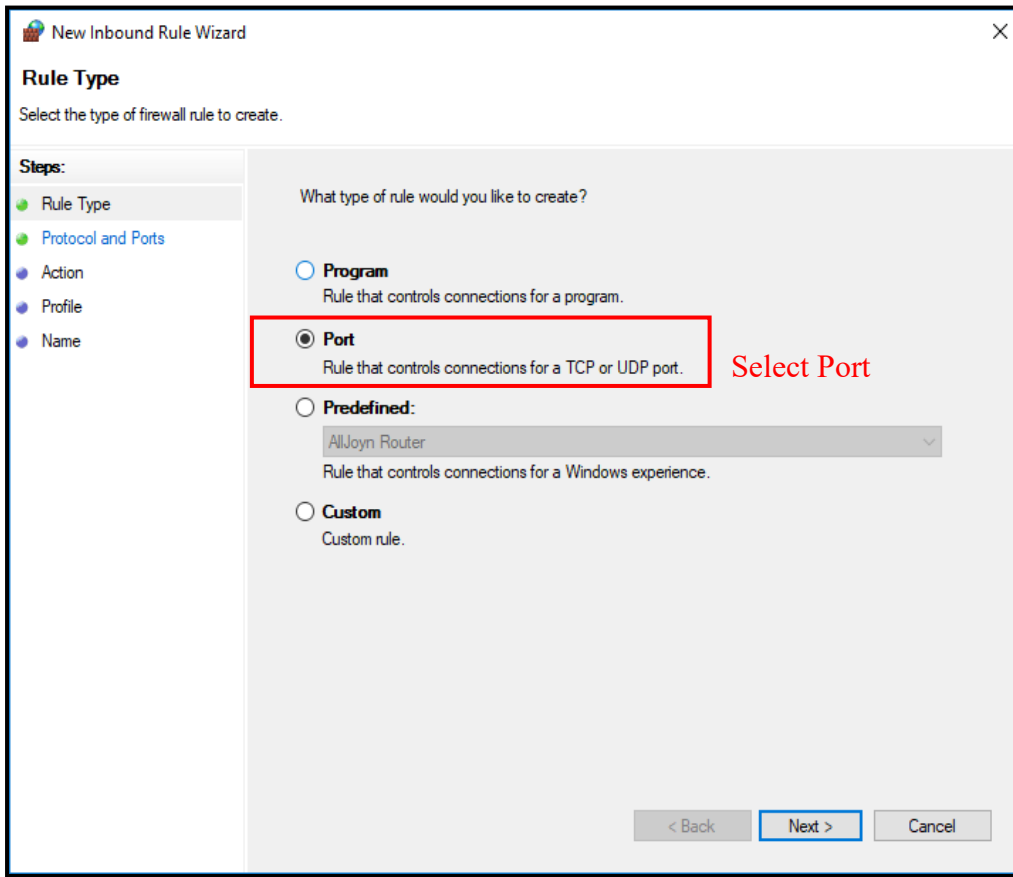 New Inbound Rule Wizard
Rule Type
Select the type of firewall rule to create.
Steps:
Rule Type
Protocol and Ports
Action
Profile
Name
What type of rule would you like to create?
Program
Rule that controls connections for a program.
Port
Rule that controls connections for a TCP or UDP port.
Select Port
Predefined:
AllJoyn Router
Rule that controls connections for a Windows experience.
Custom
Custom rule.
< Back
Next >
Cancel